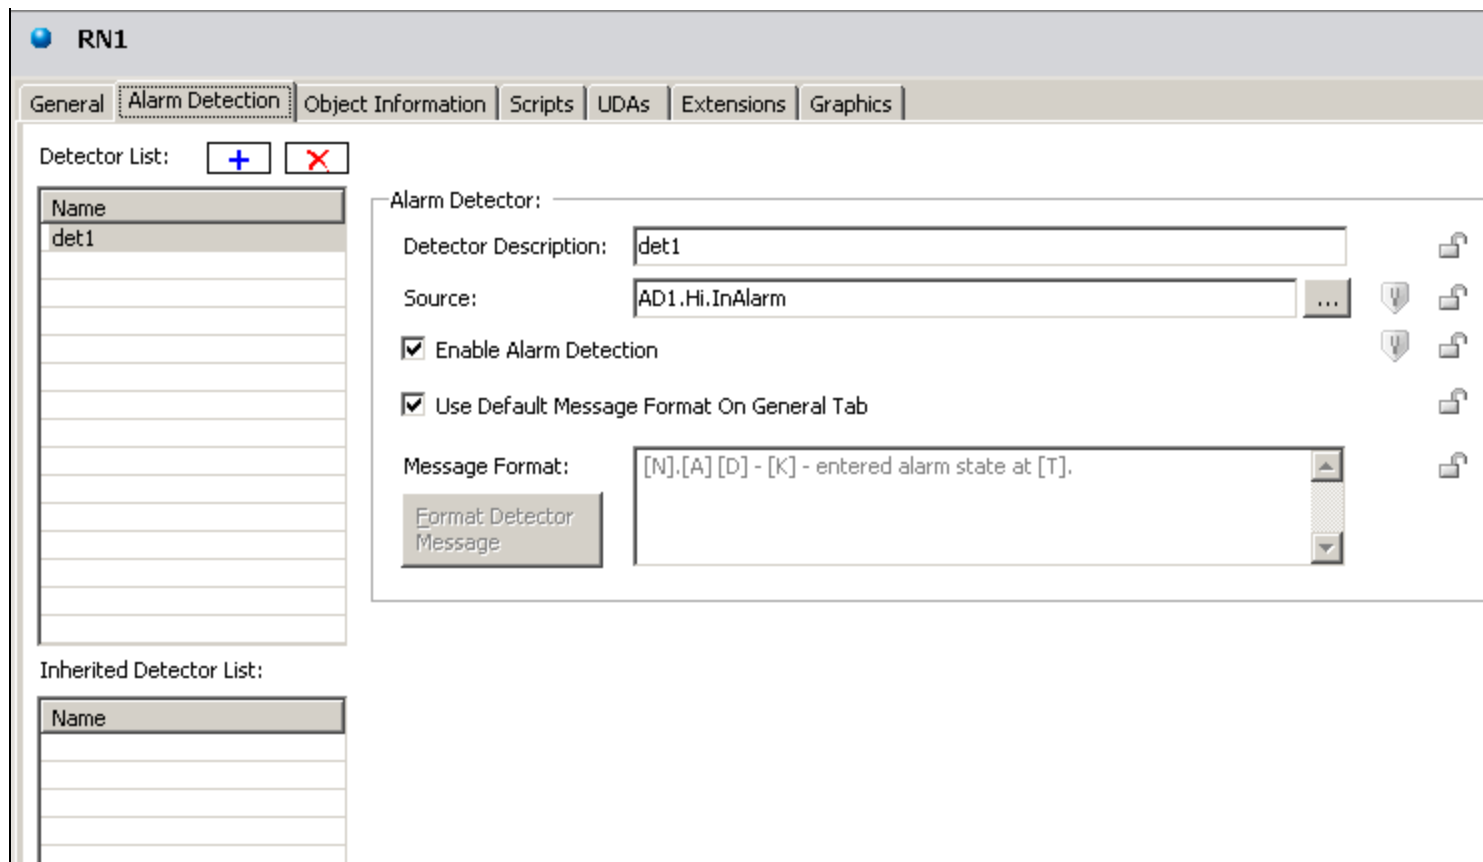 RN1
General
Alarm Detection
Object Information
Scripts
UDAs
Extensions
Graphics
Detector List:
Name
det1
Alarm Detector:
Detector Description:
det1
Source:
AD1.Hi.InAlarm
...
Enable Alarm Detection
Use Default Message Format On General Tab
Message Format:
[N].[A] [D] - [K] - entered alarm state at [T].
Format Detector
Message
Inherited Detector List:
Name